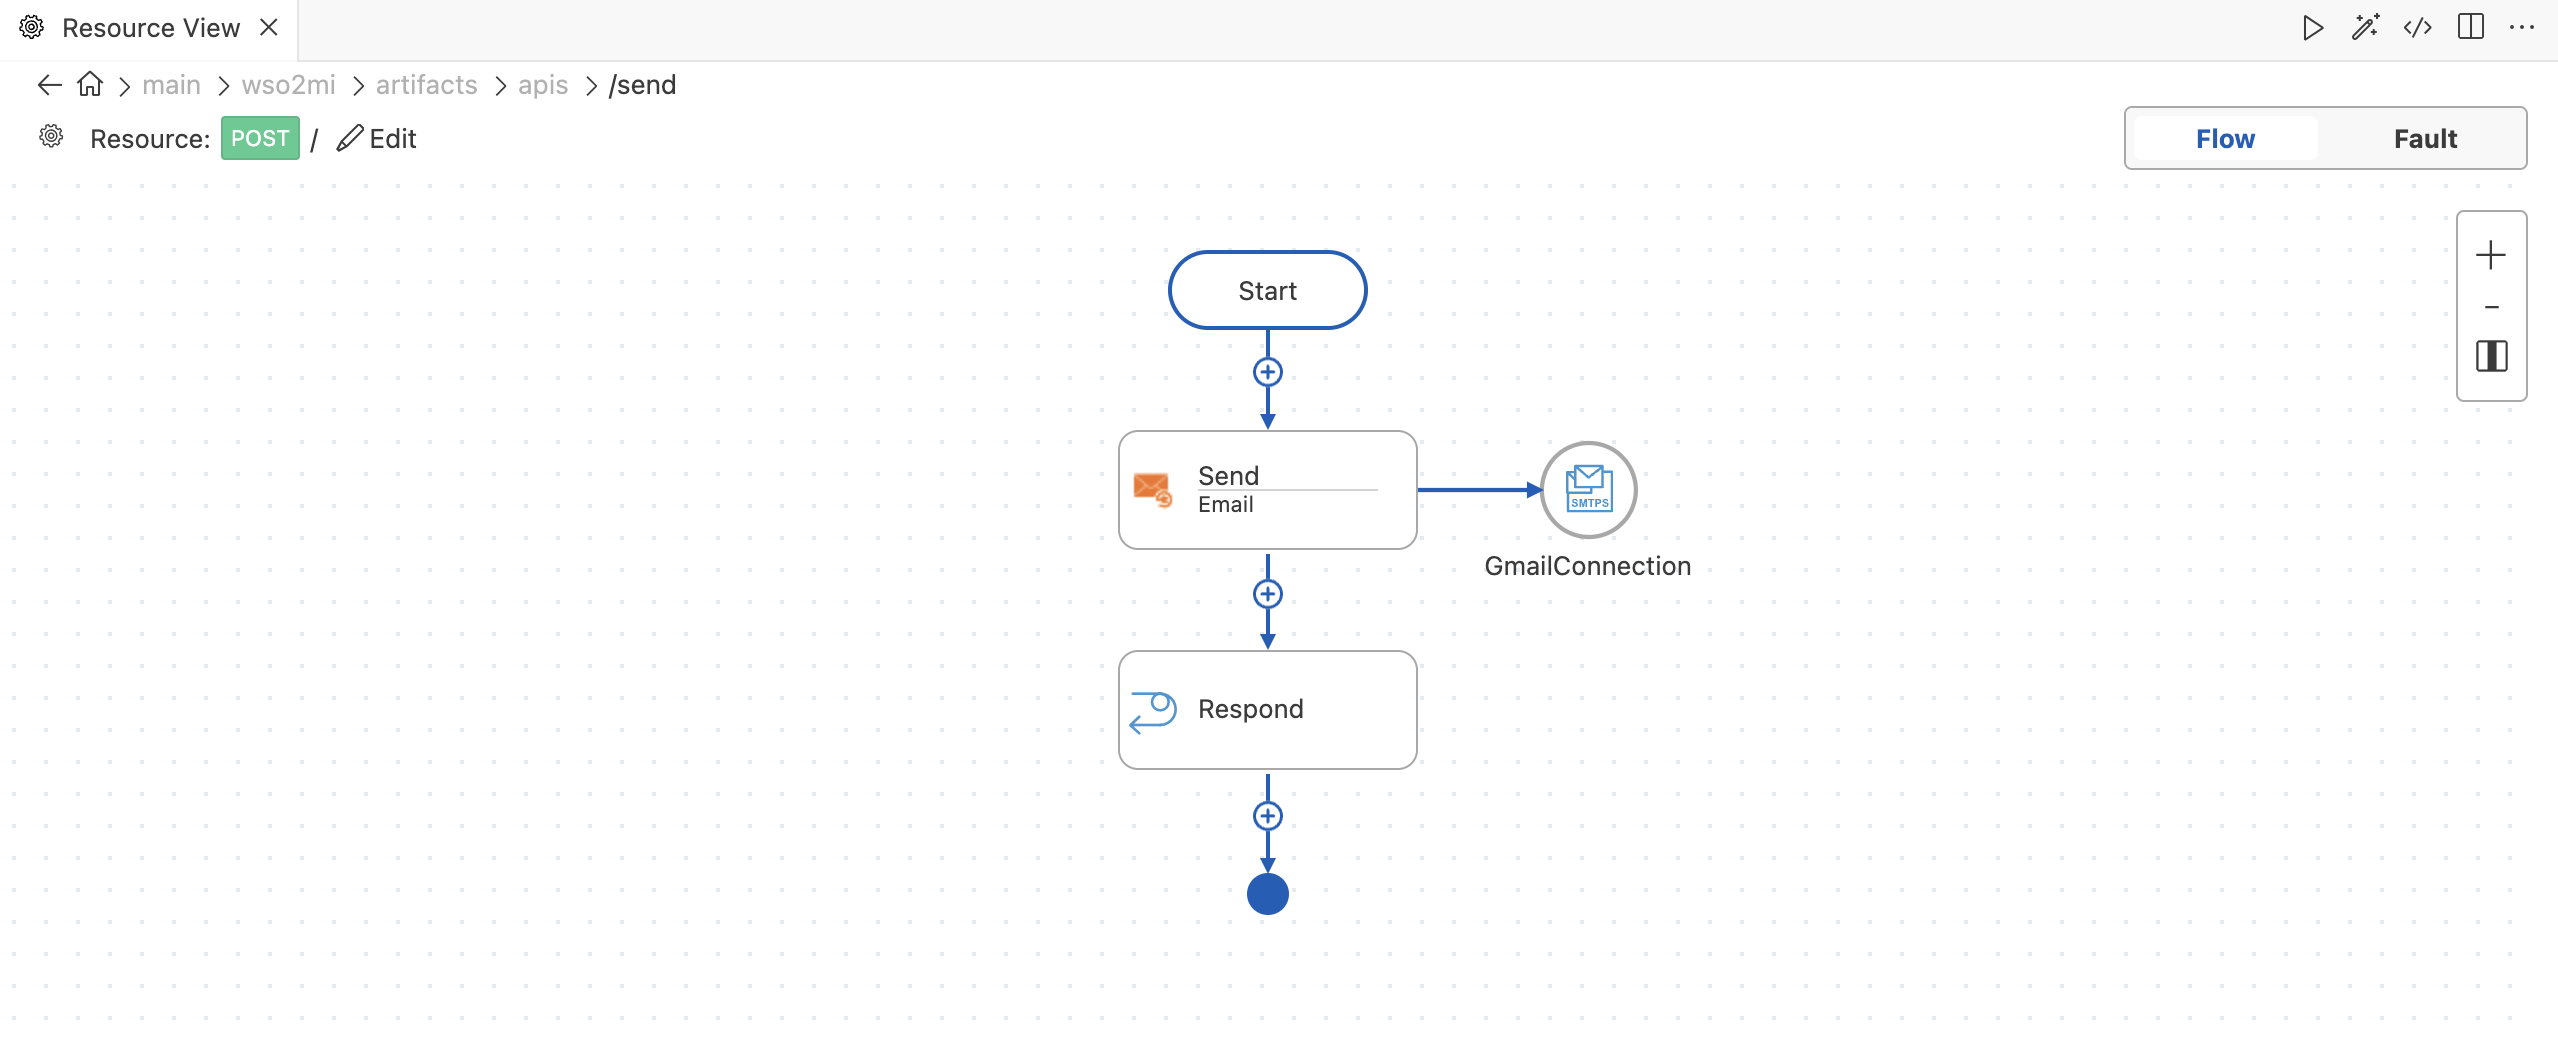 Resource View
main > wso2mi > artifacts > apis > /send
Resource: POST / Edit
Flow Fault
Start
Send
Email
SMTPS
GmailConnection
Respond